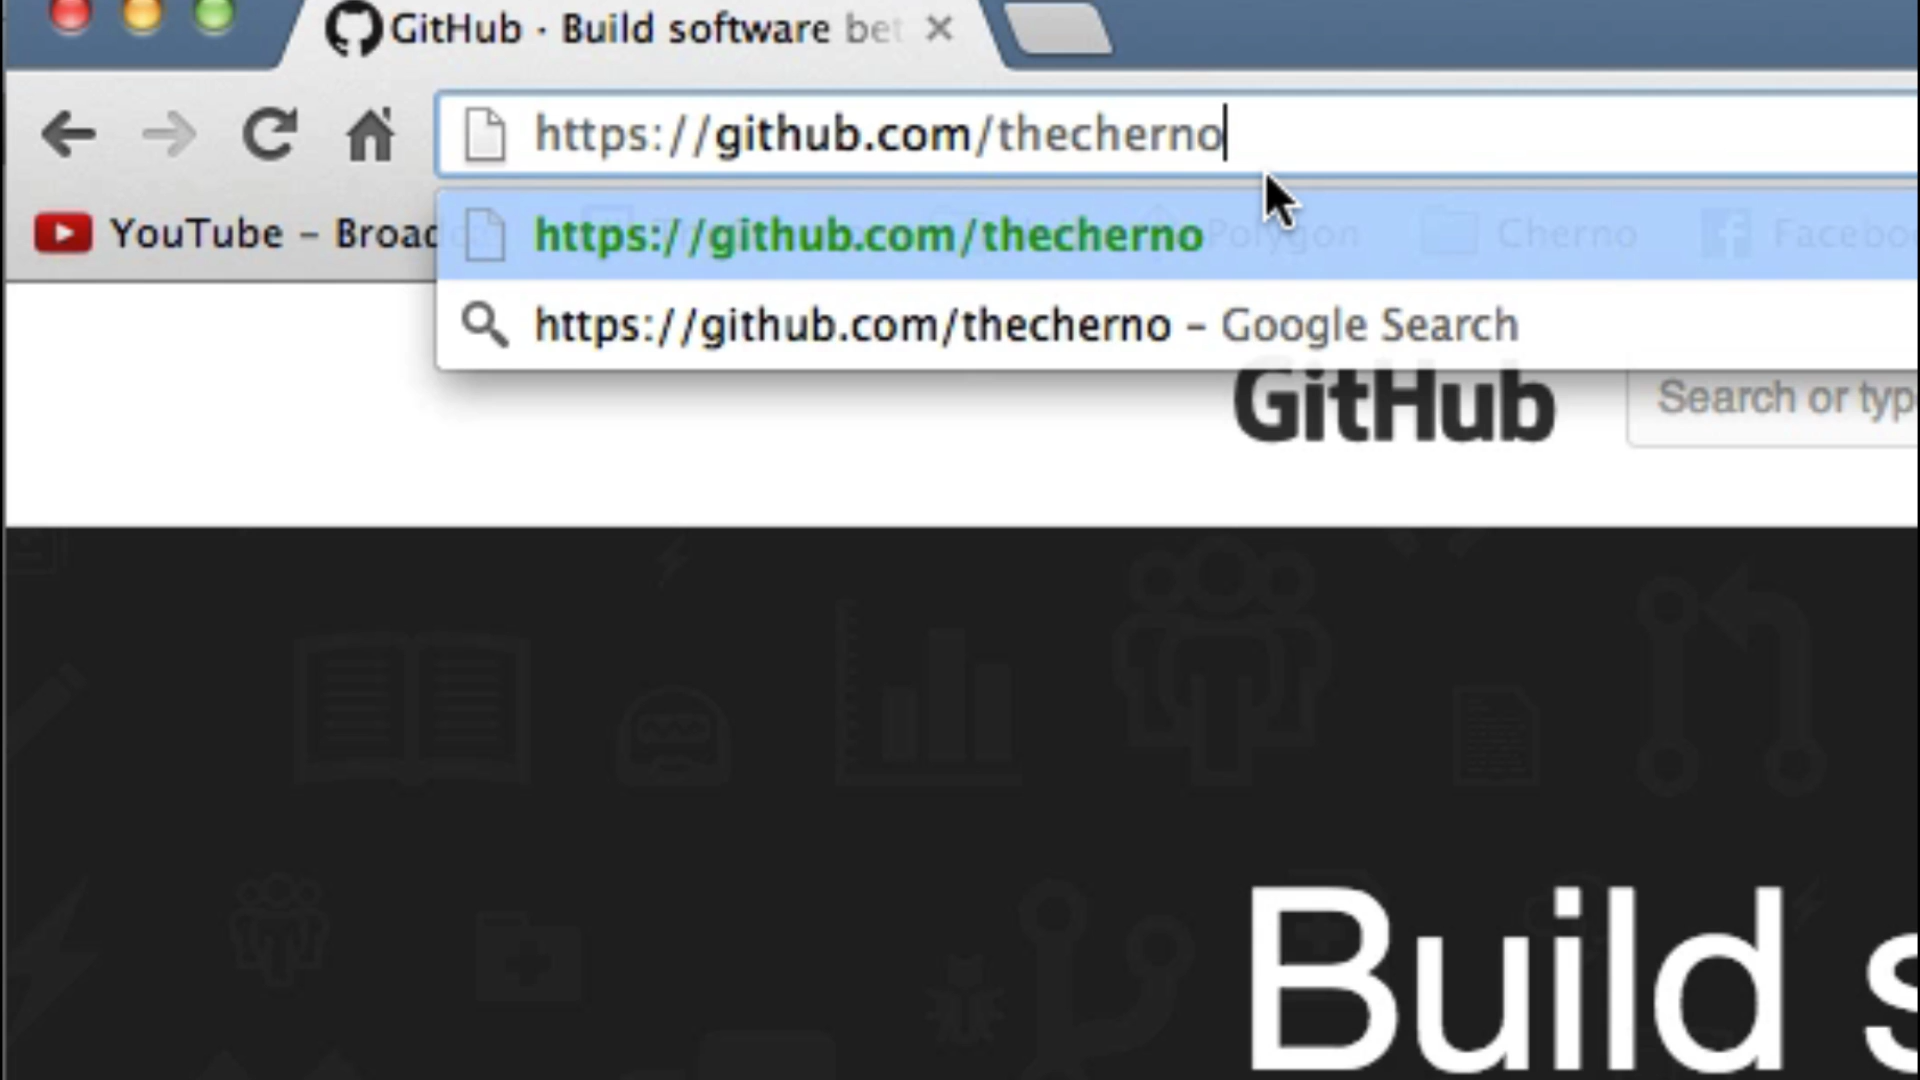 GitHub · Build software bet
https://github.com/thecherno
YouTube – Broad
https://github.com/thecherno
Polygon
Cherno
Facebo
https://github.com/thecherno – Google Search
GitHub
Search or typ
Build s